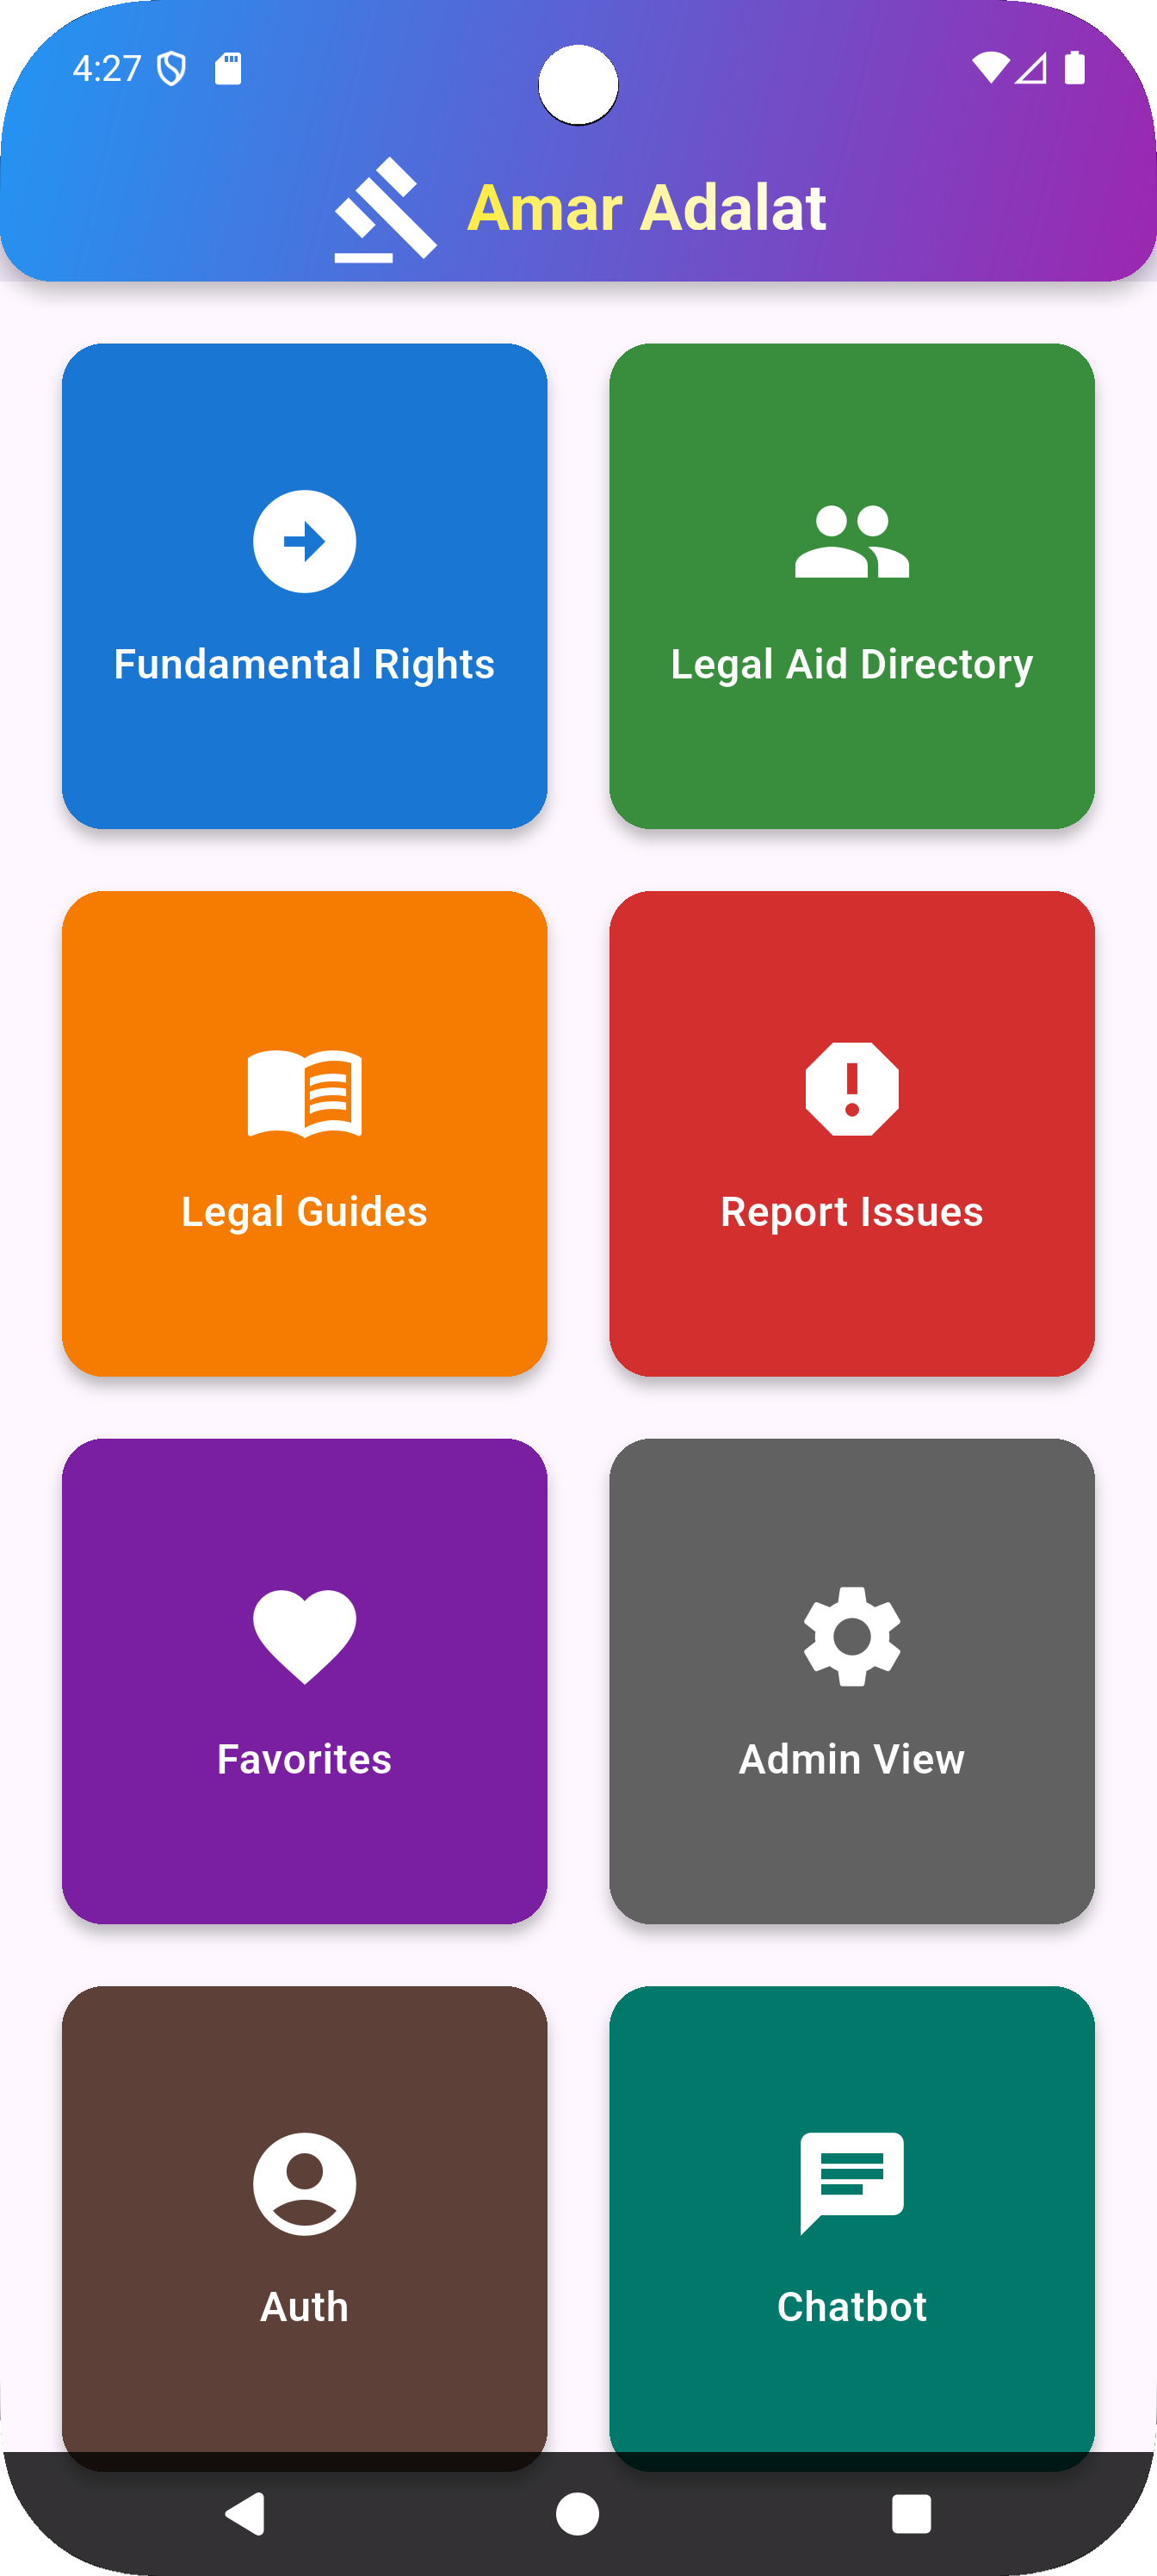 4:27
Amar Adalat
Fundamental Rights
Legal Aid Directory
Legal Guides
Report Issues
Favorites
Admin View
Auth
Chatbot